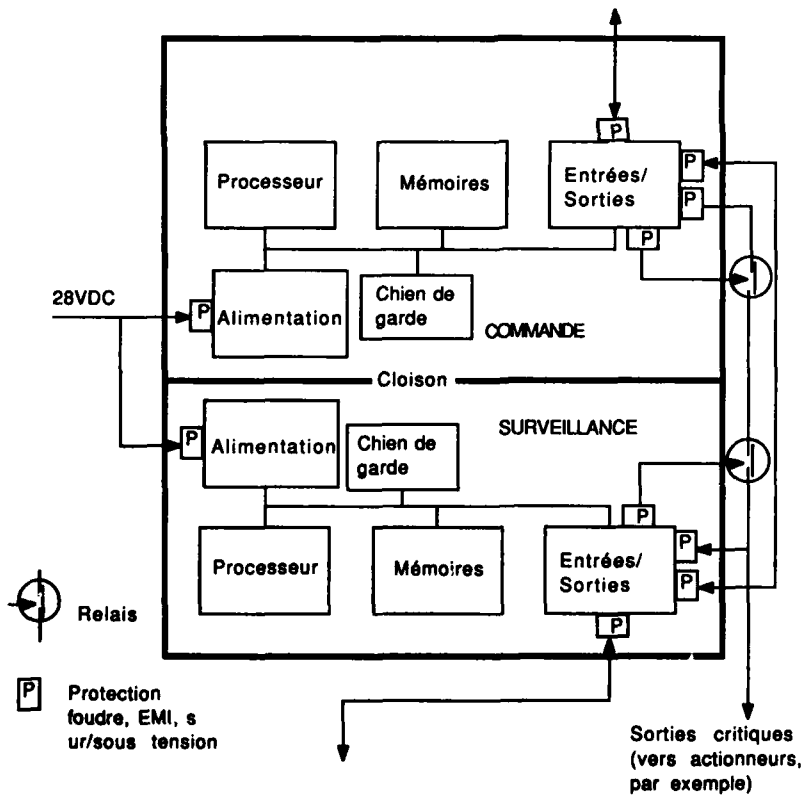 P
Processeur
Mémoires
Entrées/
Sorties
P
P
P
28VDC
P
Alimentation
Chien de
garde
COMMANDE
Cloison
P
Alimentation
Chien de
garde
SURVEILLANCE
P
Processeur
Mémoires
Entrées/
Sorties
P
P
P
Relais
P
Protection
foudre, EMI, s
ur/sous tension
Sorties critiques
(vers actionneurs,
par exemple)